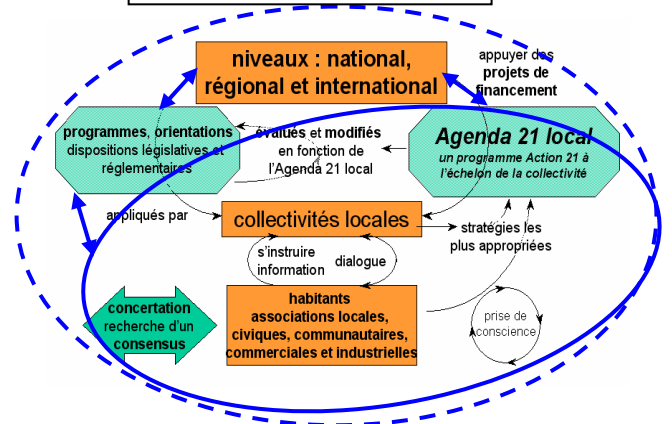 niveaux : national,
régional et international
appuyer des
projets de
financement
programmes, orientations
dispositions législatives et
réglementaires
évalués et modifiés
en fonction de
l'Agenda 21 local
Agenda 21 local
un programme Action 21 à
l'échelon de la collectivité
appliqués par
collectivités locales
stratégies les
plus appropriées
s'instruire
information
dialogue
concertation
recherche d'un
consensus
habitants
associations locales,
civiques, communautaires,
commerciales et industrielles
prise de
conscience